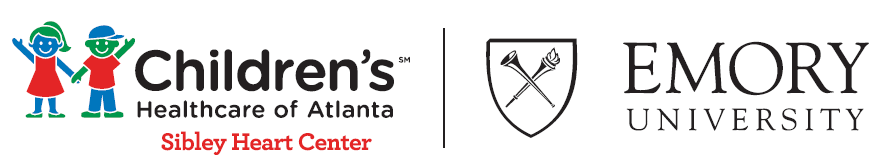 Children's℠
Healthcare of Atlanta
Sibley Heart Center
EMORY
UNIVERSITY